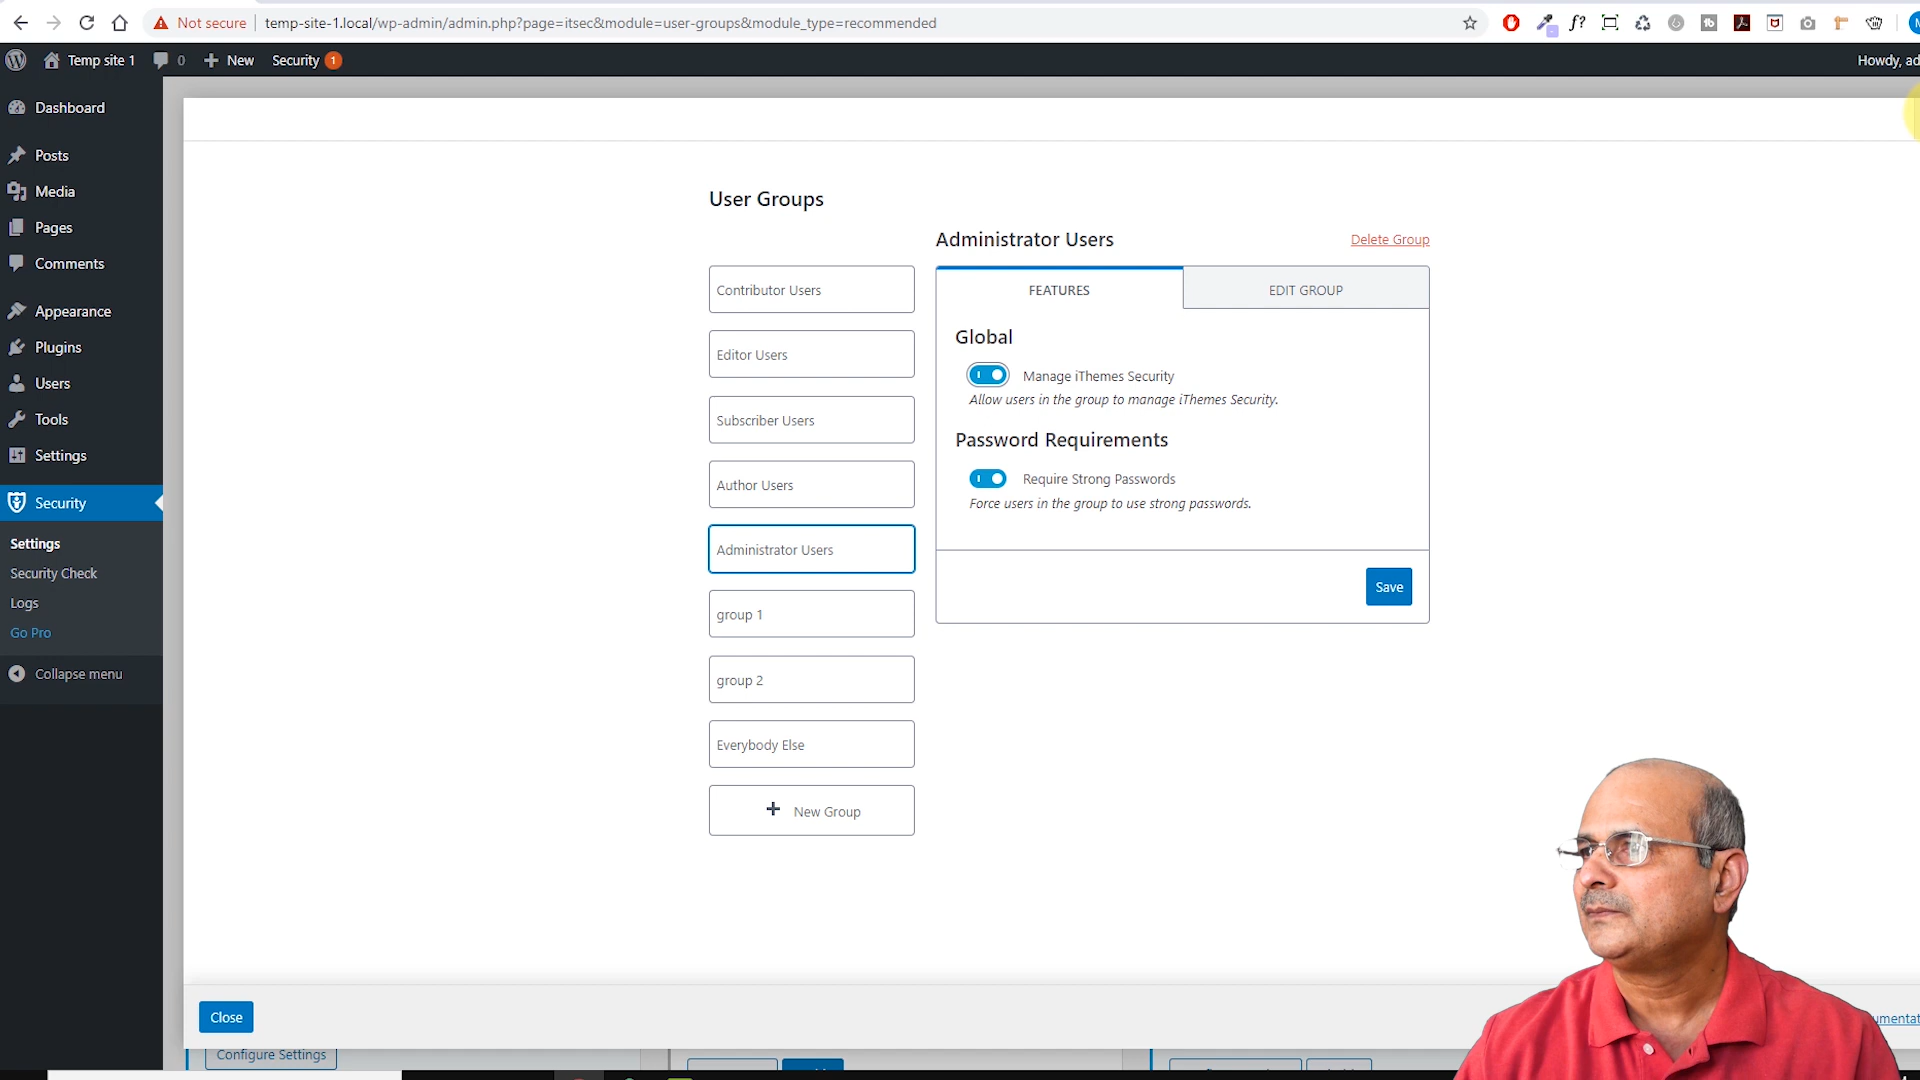 Not secure
temp-site-1.local/wp-admin/admin.php?page=itsec&module=user-groups&module_type=recommended
Temp site 1
0
New
Security 1
Howdy, ad
Dashboard
Posts
Media
Pages
Comments
Appearance
Plugins
Users
Tools
Settings
Security
Settings
Security Check
Logs
Go Pro
Collapse menu
User Groups
Contributor Users
Editor Users
Subscriber Users
Author Users
Administrator Users
group 1
group 2
Everybody Else
New Group
Administrator Users
Delete Group
FEATURES
EDIT GROUP
Global
Manage iThemes Security
Allow users in the group to manage iThemes Security.
Password Requirements
Require Strong Passwords
Force users in the group to use strong passwords.
Save
Close
Configure Settings